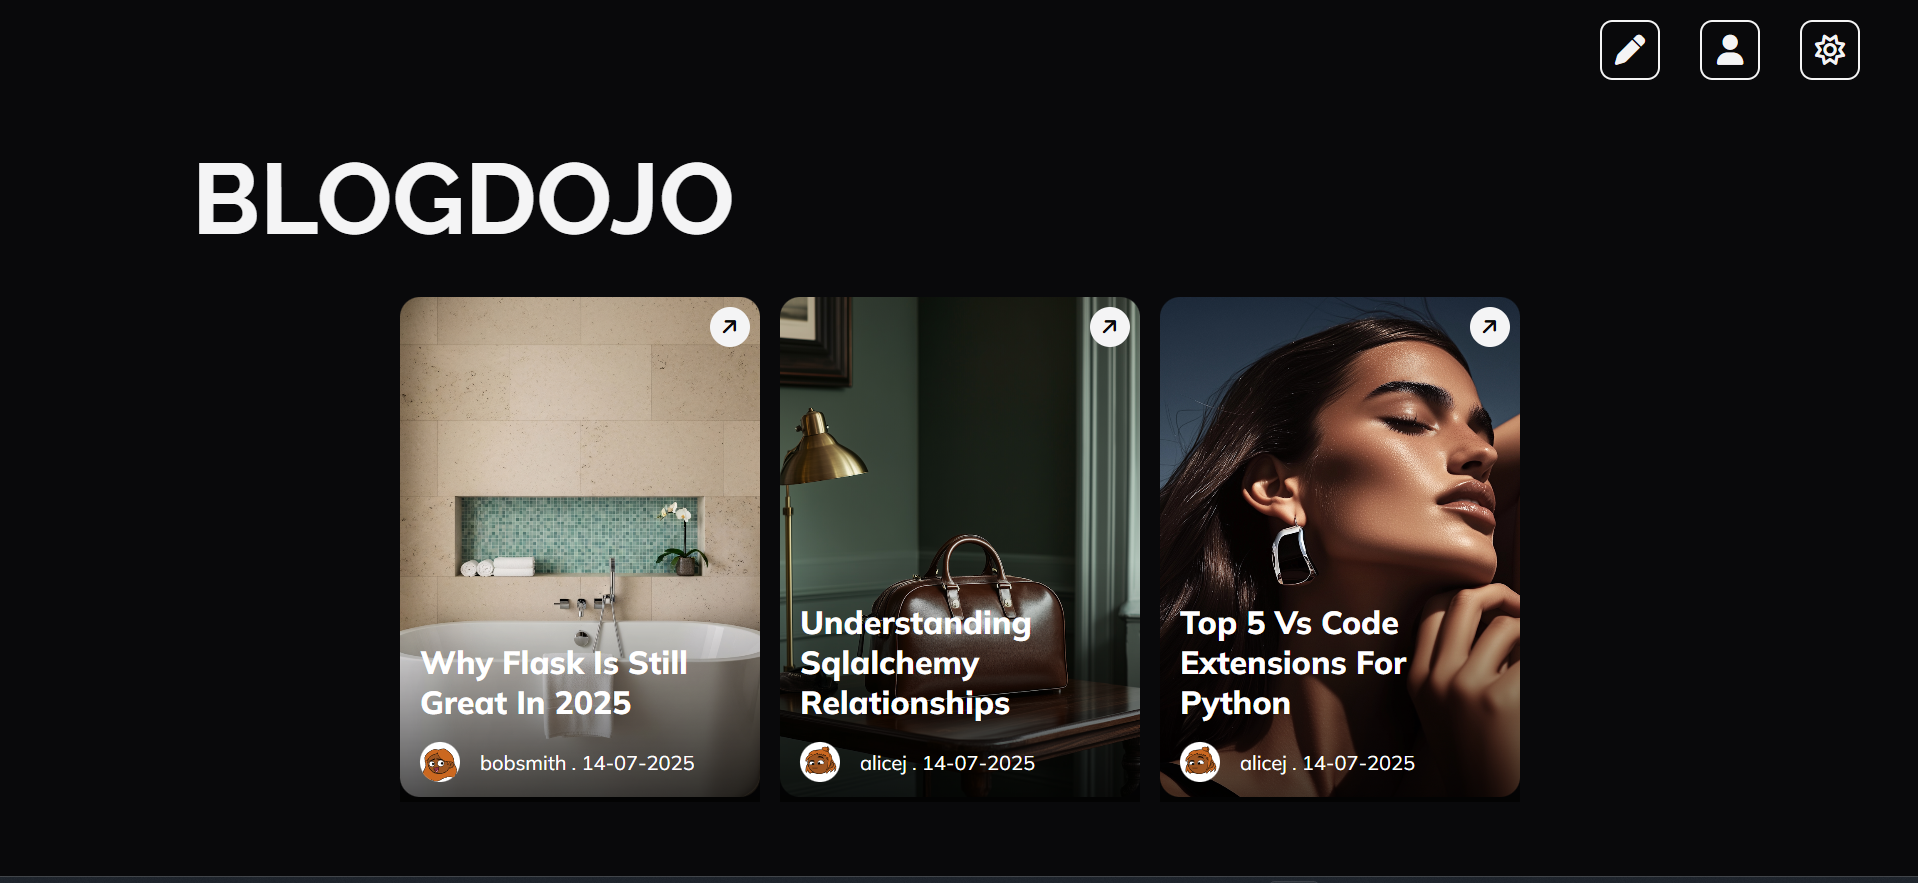 BLOGDOJO
Why Flask Is Still
Great In 2025
bobsmith . 14-07-2025
Understanding
Sqlalchemy
Relationships
alicej . 14-07-2025
Top 5 Vs Code
Extensions For
Python
alicej . 14-07-2025